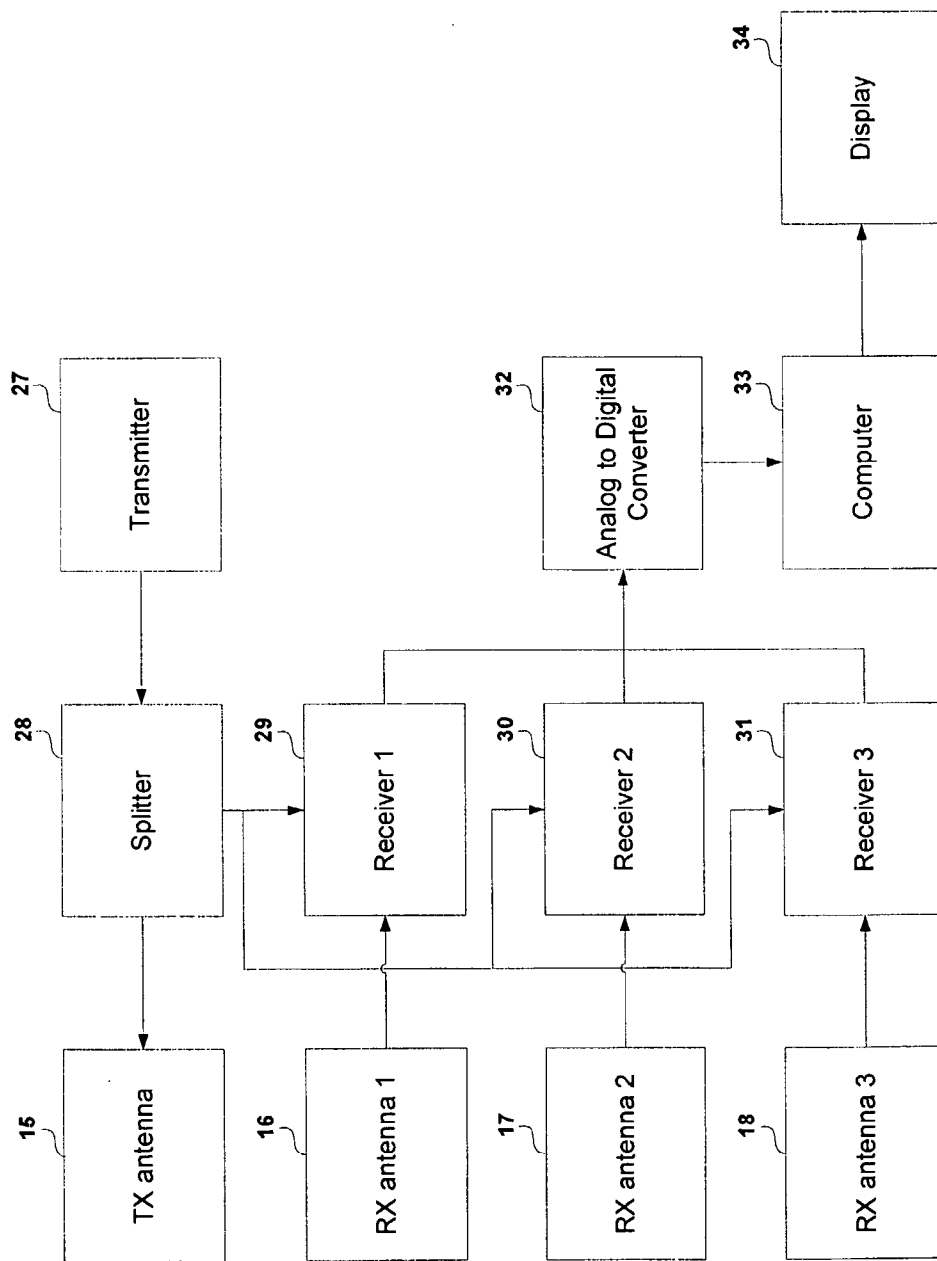 15
TX antenna
28
Splitter
27
Transmitter
16
RX antenna 1
29
Receiver 1
17
RX antenna 2
30
Receiver 2
32
Analog to Digital
Converter
18
RX antenna 3
31
Receiver 3
33
Computer
34
Display